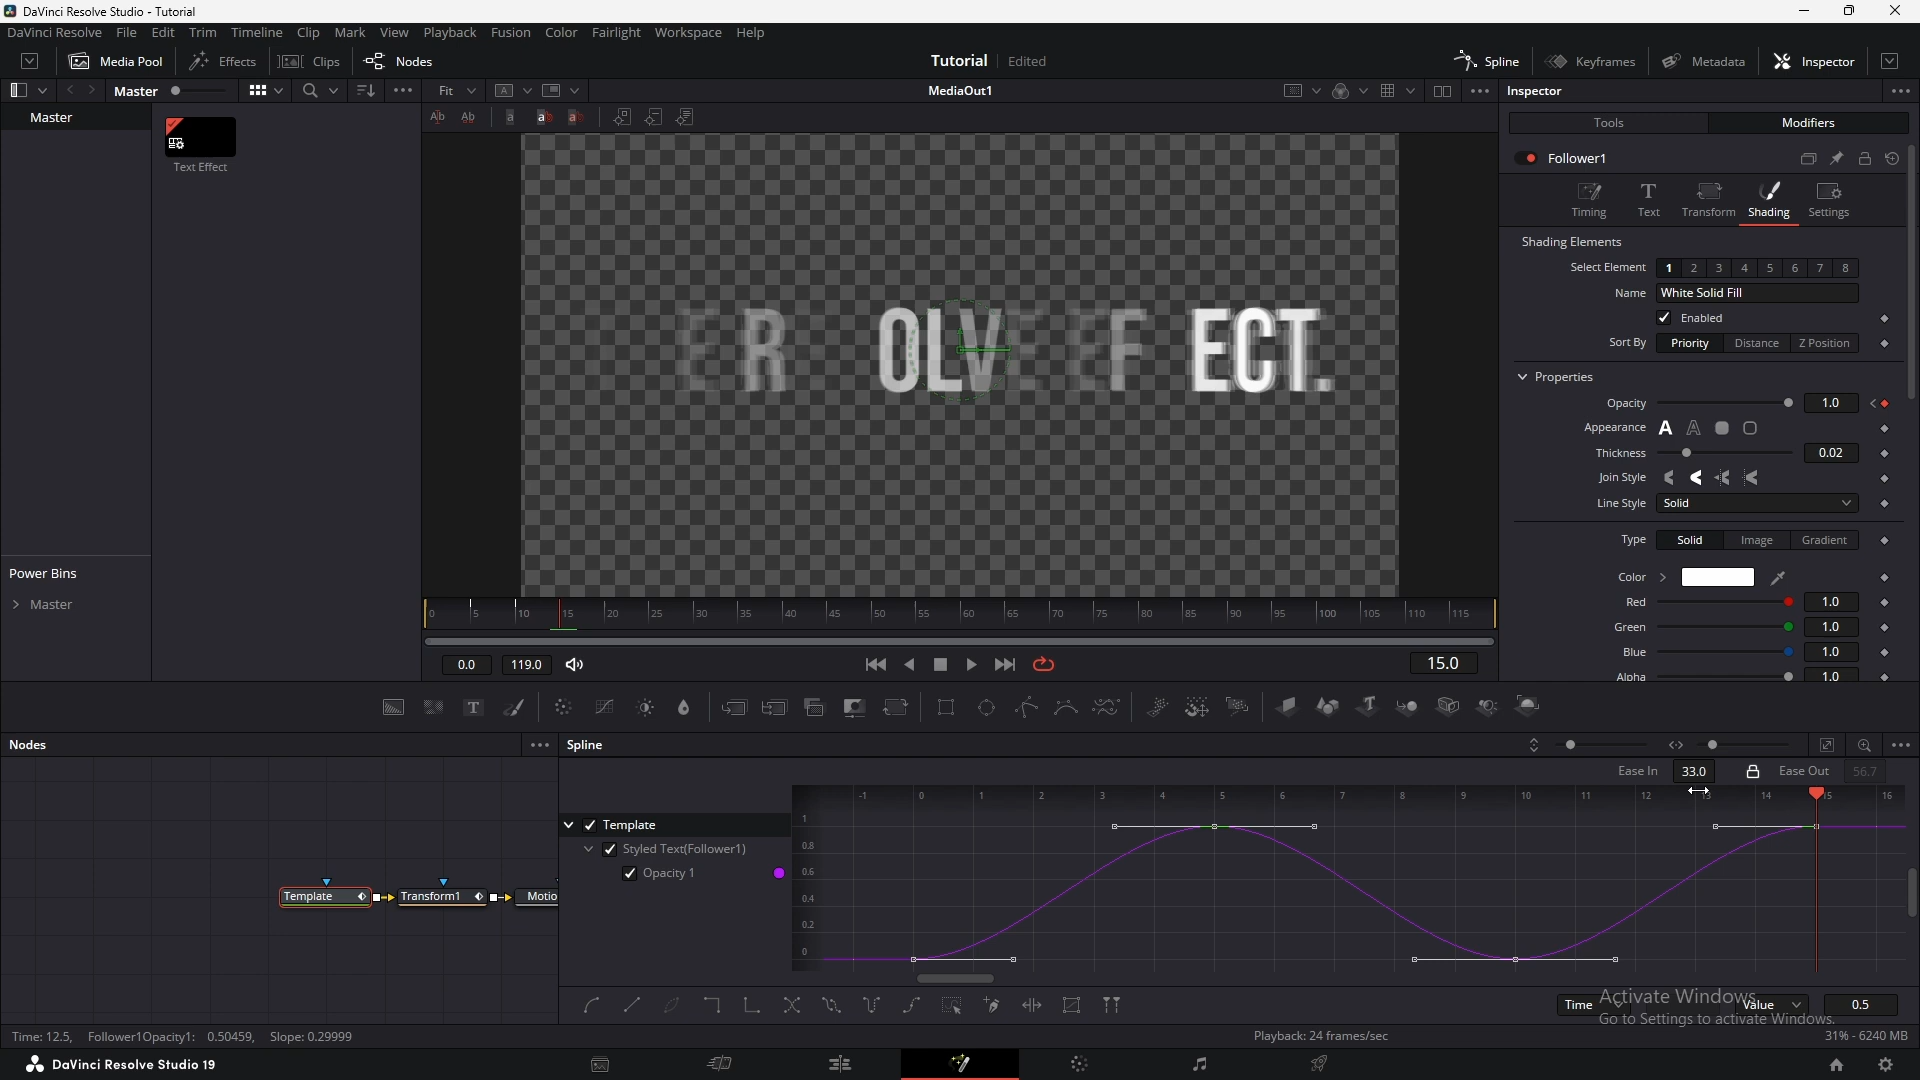 DaVinci Resolve Studio - Tutorial
DaVinci Resolve File Edit Trim Timeline Clip Mark View Playback Fusion Color Fairlight Workspace Help
Media Pool Effects Clips Nodes Tutorial Edited Spline Keyframes Metadata Inspector
Master Fit MediaOut1 Inspector
Master
Text Effect
Power Bins
Master
E R OLVE EFFECT.
0 5 10 15 20 25 30 35 40 45 50 55 60 65 70 75 80 85 90 95 100 105 110 115
0.0 119.0 15.0
Tools Modifiers
Follower1
Timing Text Transform Shading Settings
Shading Elements
Select Element 1 2 3 4 5 6 7 8
Name White Solid Fill
Enabled
Sort By Priority Distance Z Position
Properties
Opacity 1.0
Appearance
Thickness 0.02
Join Style
Line Style Solid
Type Solid Image Gradient
Color
Red 1.0
Green 1.0
Blue 1.0
Alpha 1.0
Nodes Spline
Ease In 33.0 Ease Out 56.7
Template Transform1 Motio
-1 0 1 2 3 4 5 6 7 8 9 10 11 12 13 14 15 16
Template
Styled Text(Follower1)
Opacity 1
1
0.8
0.6
0.4
0.2
0
Time Value 0.5
Activate Windows
Go to Settings to activate Windows.
Time: 12.5, Follower1Opacity1: 0.50459, Slope: 0.29999 Playback: 24 frames/sec 31% - 6240 MB
DaVinci Resolve Studio 19